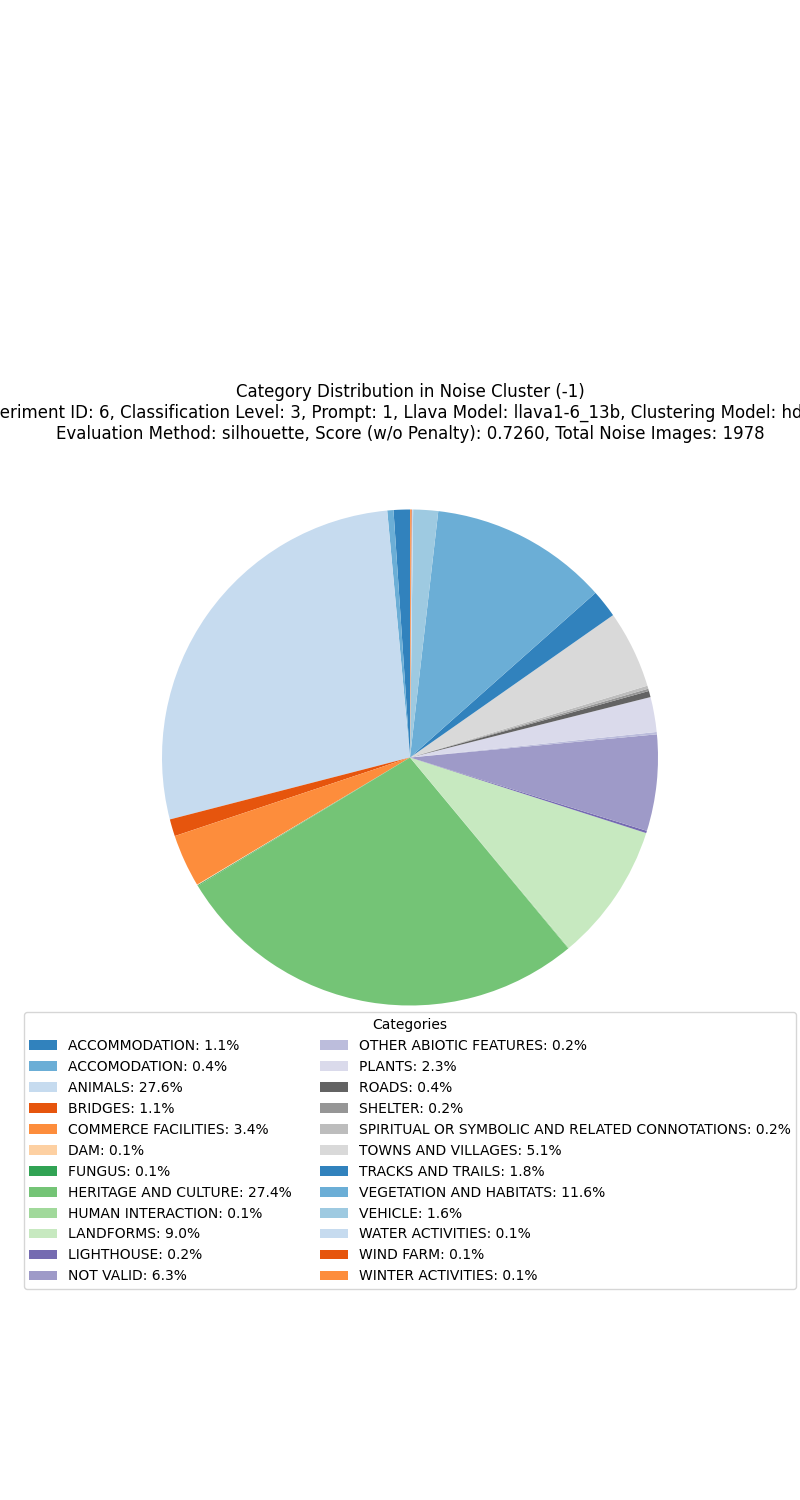 Category Distribution in Noise Cluster (-1)
eriment ID: 6, Classification Level: 3, Prompt: 1, Llava Model: llava1-6_13b, Clustering Model: hd
Evaluation Method: silhouette, Score (w/o Penalty): 0.7260, Total Noise Images: 1978
Categories
ACCOMMODATION: 1.1%
ACCOMODATION: 0.4%
ANIMALS: 27.6%
BRIDGES: 1.1%
COMMERCE FACILITIES: 3.4%
DAM: 0.1%
FUNGUS: 0.1%
HERITAGE AND CULTURE: 27.4%
HUMAN INTERACTION: 0.1%
LANDFORMS: 9.0%
LIGHTHOUSE: 0.2%
NOT VALID: 6.3%
OTHER ABIOTIC FEATURES: 0.2%
PLANTS: 2.3%
ROADS: 0.4%
SHELTER: 0.2%
SPIRITUAL OR SYMBOLIC AND RELATED CONNOTATIONS: 0.2%
TOWNS AND VILLAGES: 5.1%
TRACKS AND TRAILS: 1.8%
VEGETATION AND HABITATS: 11.6%
VEHICLE: 1.6%
WATER ACTIVITIES: 0.1%
WIND FARM: 0.1%
WINTER ACTIVITIES: 0.1%